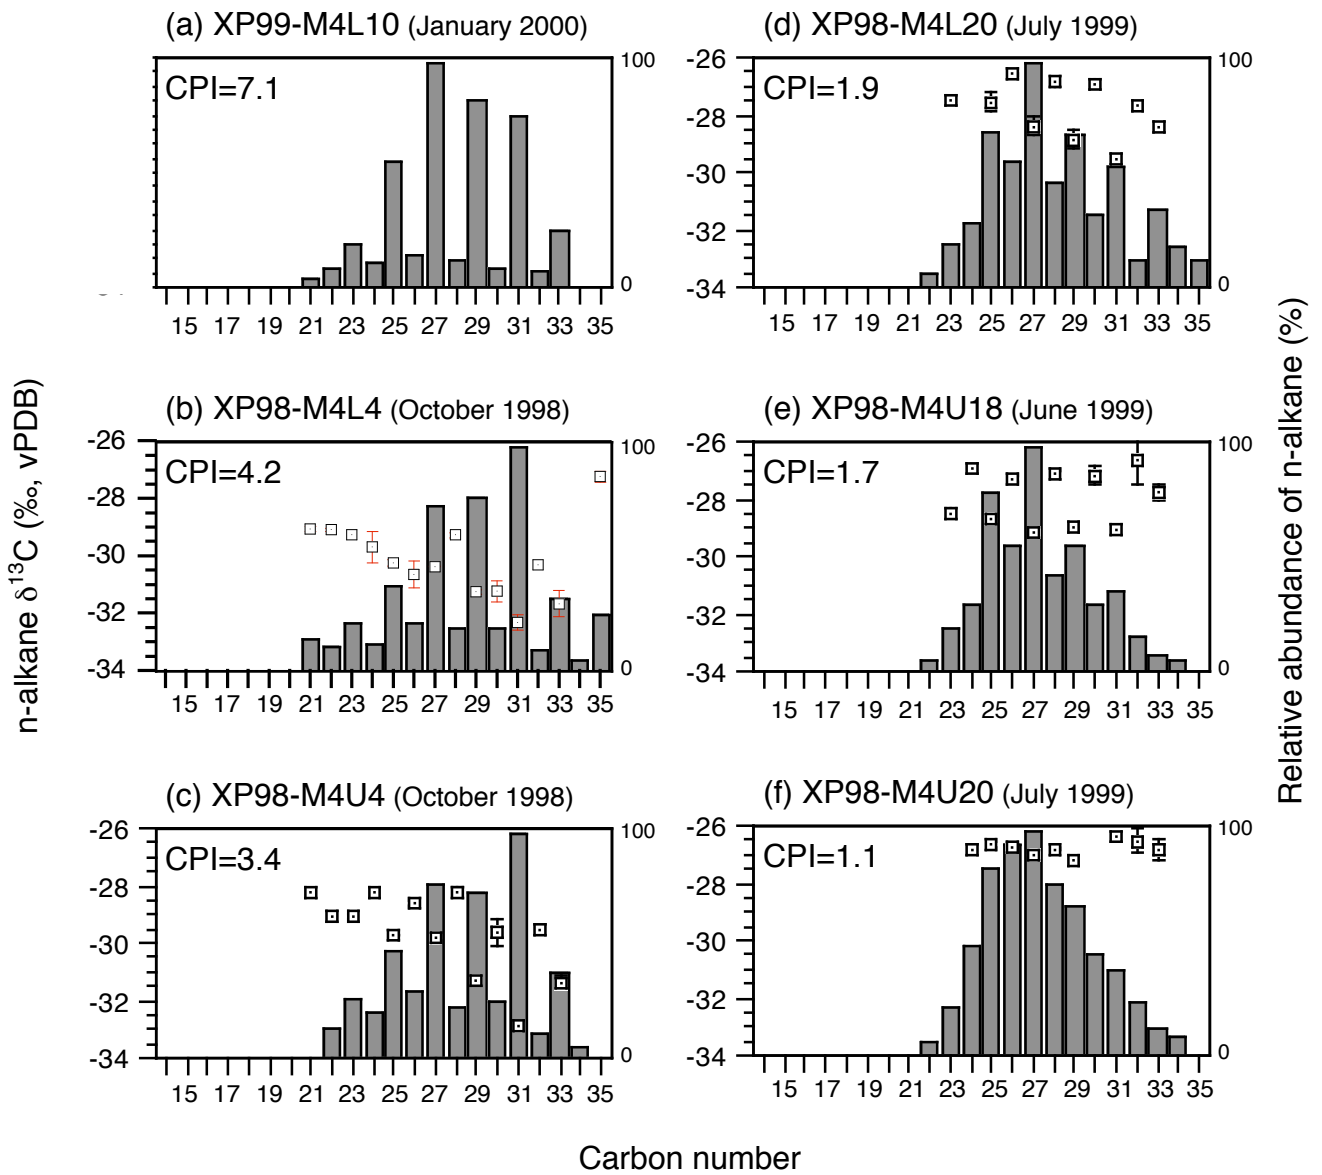 (a) XP99-M4L10 (January 2000)
CPI=7.1
100
0
15 17 19 21 23 25 27 29 31 33 35
(b) XP98-M4L4 (October 1998)
CPI=4.2
-26
-28
-30
-32
-34
100
0
15 17 19 21 23 25 27 29 31 33 35
(c) XP98-M4U4 (October 1998)
CPI=3.4
-26
-28
-30
-32
-34
100
0
15 17 19 21 23 25 27 29 31 33 35
(d) XP98-M4L20 (July 1999)
CPI=1.9
-26
-28
-30
-32
-34
100
0
15 17 19 21 23 25 27 29 31 33 35
(e) XP98-M4U18 (June 1999)
CPI=1.7
-26
-28
-30
-32
-34
100
0
15 17 19 21 23 25 27 29 31 33 35
(f) XP98-M4U20 (July 1999)
CPI=1.1
-26
-28
-30
-32
-34
100
0
15 17 19 21 23 25 27 29 31 33 35
n-alkane δ¹³C (‰, vPDB)
Relative abundance of n-alkane (%)
Carbon number